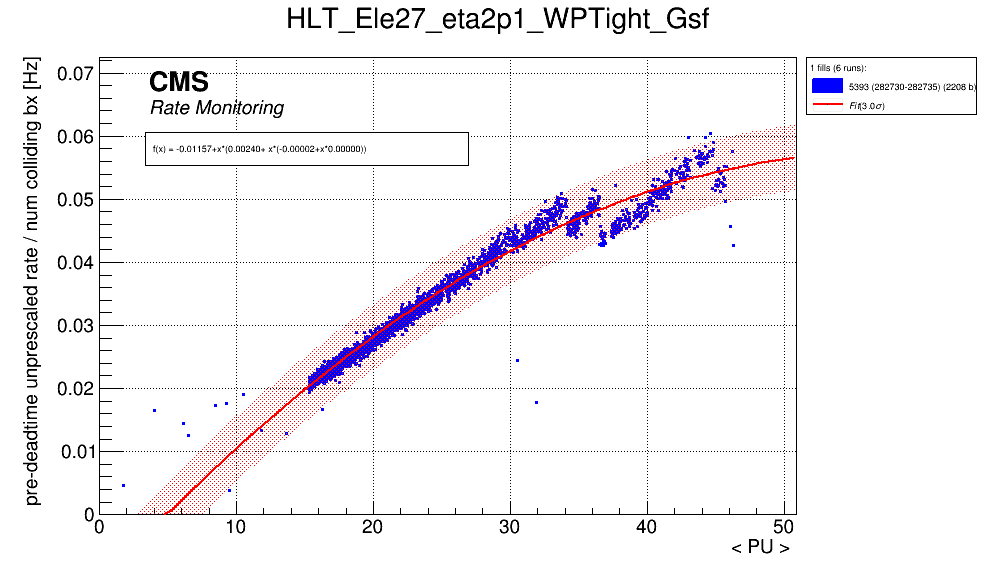 HLT_Ele27_eta2p1_WPTight_Gsf
pre-deadtime unprescaled rate / num colliding bx [Hz]
CMS
Rate Monitoring
f(x) = -0.01157+x*(0.00240+ x*(-0.00002+x*0.00000))
1 fills (6 runs):
5393 (282730-282735) (2208 b)
Fit(3.0σ)
0.07
0.06
0.05
0.04
0.03
0.02
0.01
0
0 10 20 30 40 50
< PU >